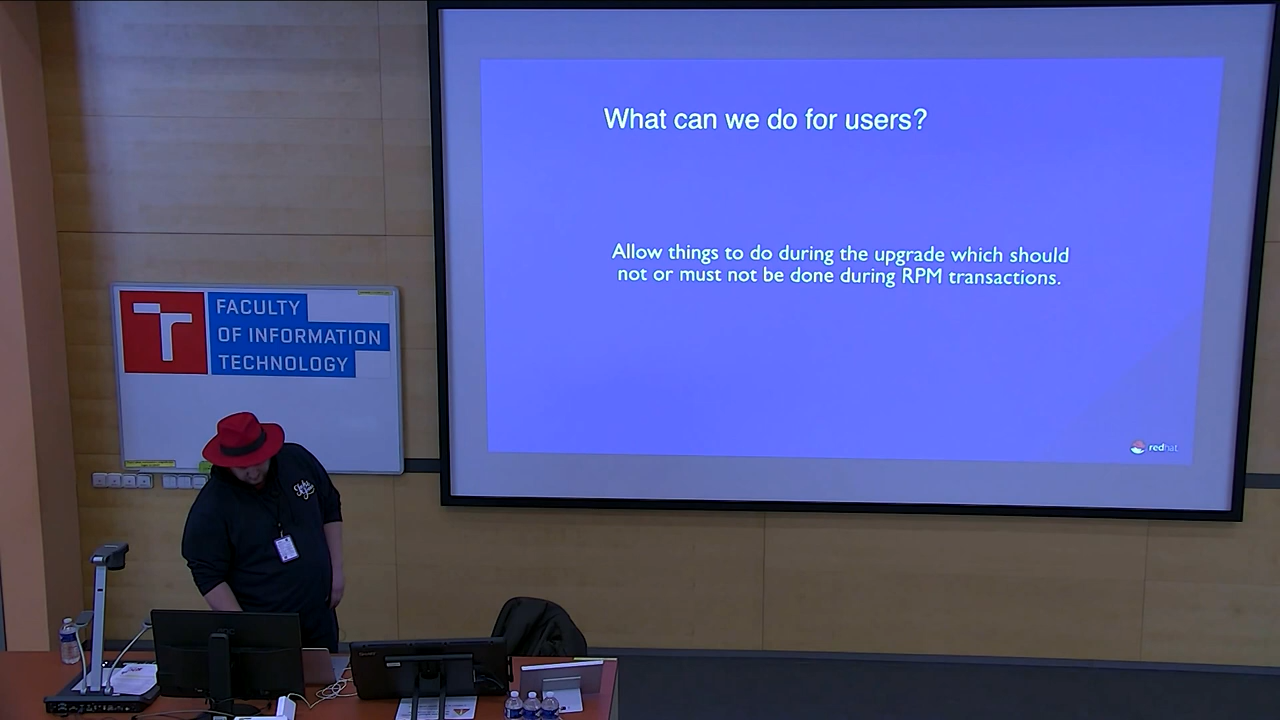 What can we do for users?
Allow things to do during the upgrade which should
not or must not be done during RPM transactions.
redhat
FACULTY
OF INFORMATION
TECHNOLOGY